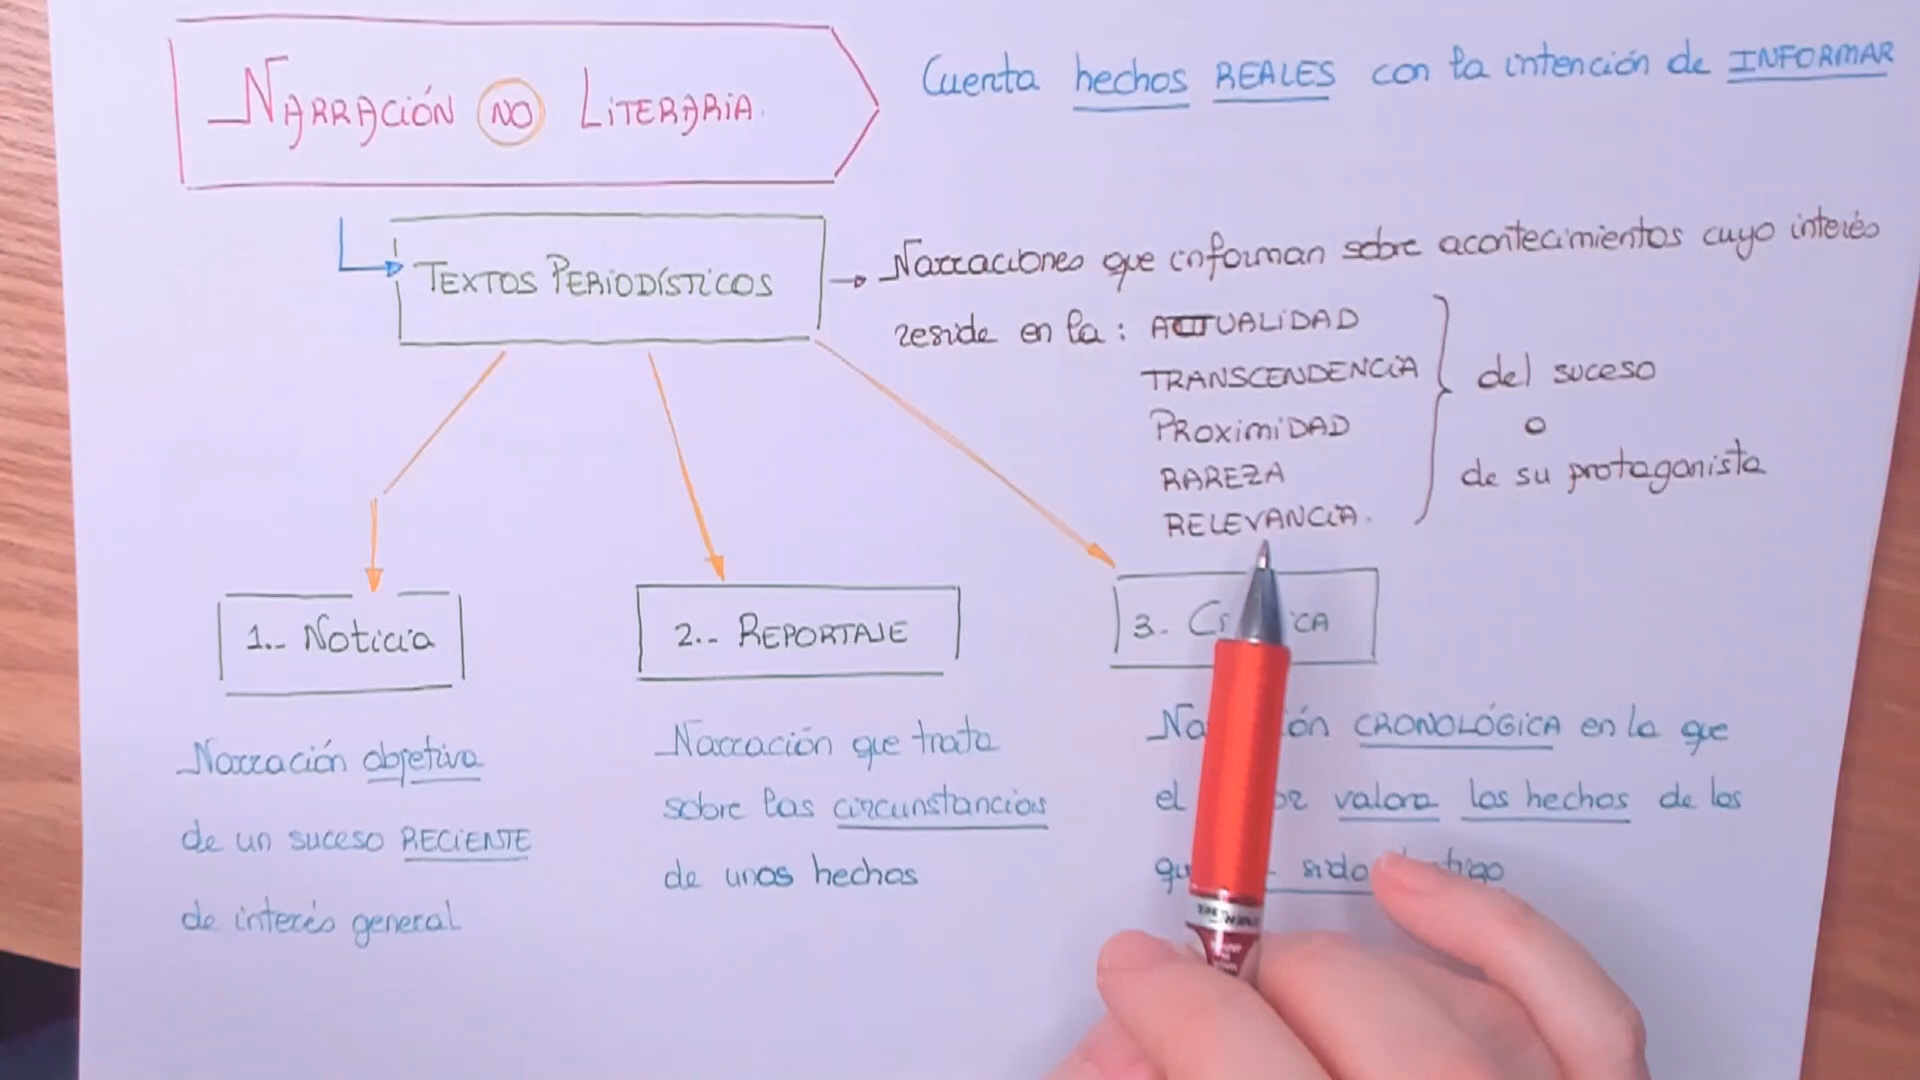 NARRACIÓN NO LITERARIA.
Cuenta hechos REALES con la intención de INFORMAR
TEXTOS PERIODÍSTICOS
Narraciones que informan sobre acontecimientos cuyo interés
reside en la: ACTUALIDAD
TRANSCENDENCIA
PROXIMIDAD
RAREZA
RELEVANCIA.
del suceso
o
de su protagonista
1.- Noticia
Narración objetiva
de un suceso RECIENTE
de interés general
2.- REPORTAJE
Narración que trata
sobre las circunstancias
de unos hechos
3.
CRONOLÓGICA en la que
el valora los hechos de los
sido